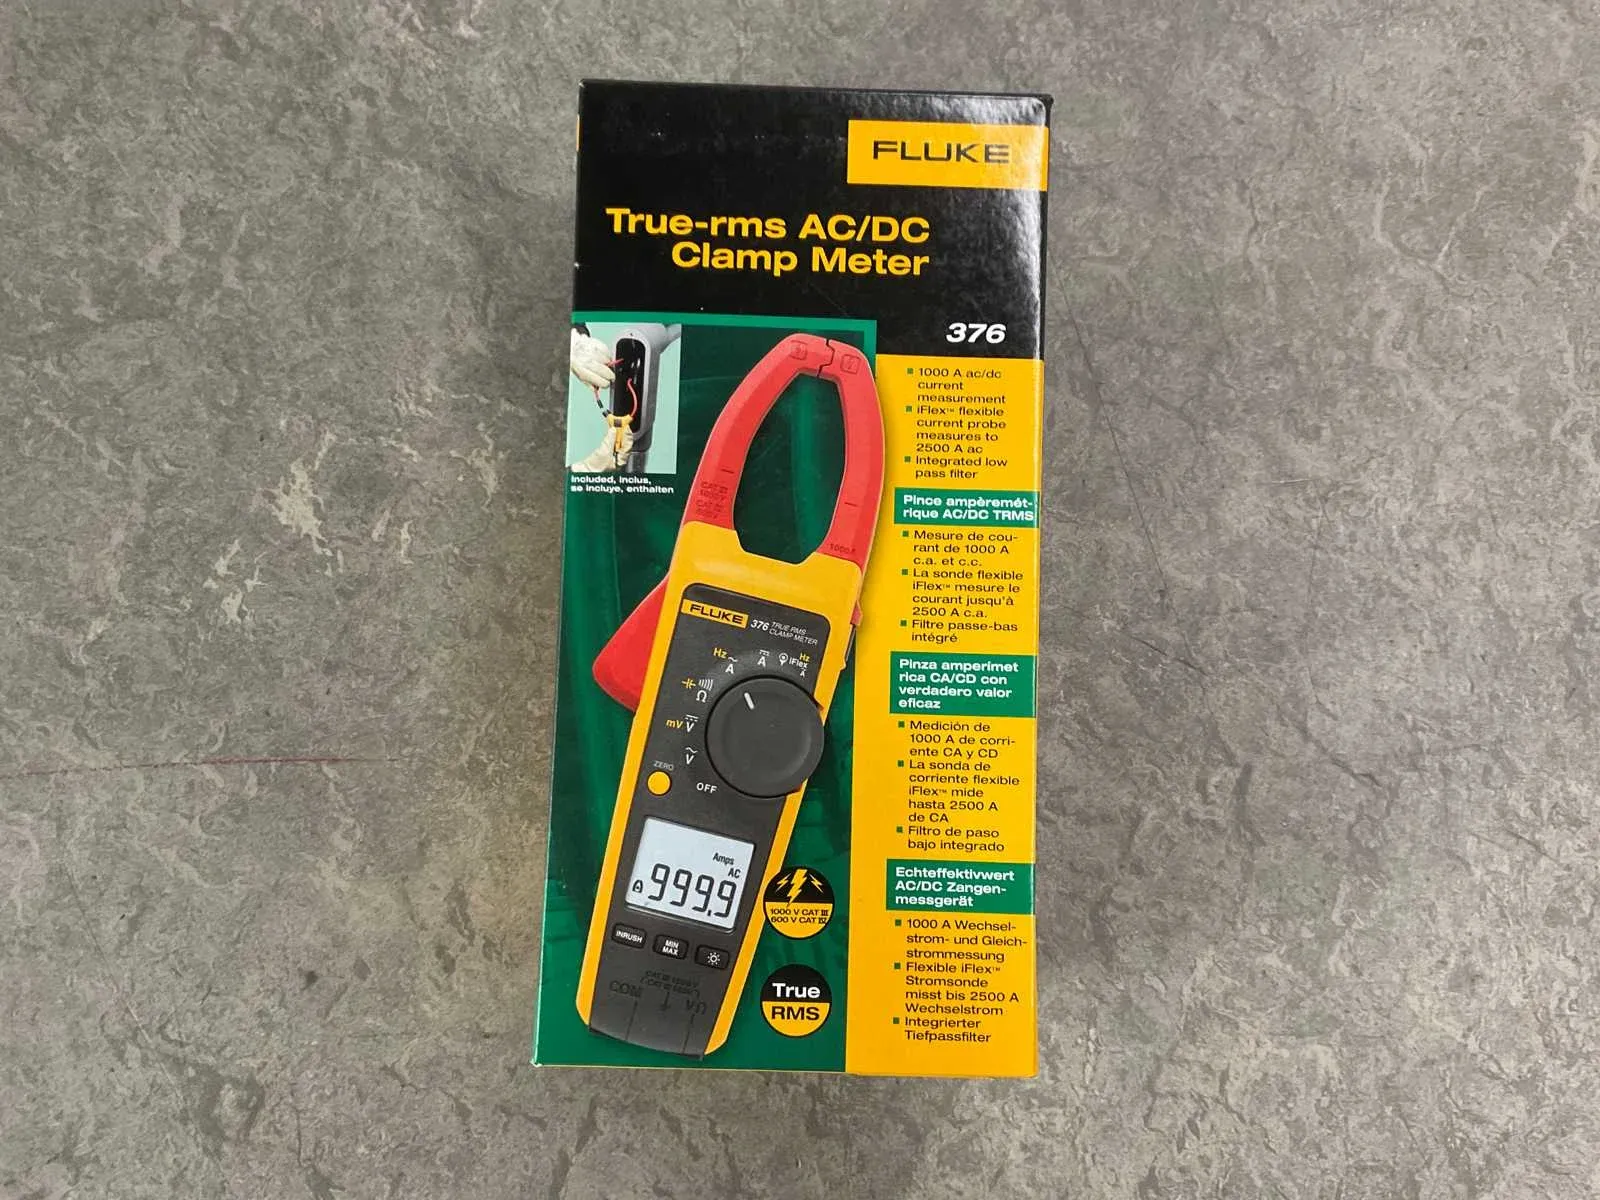 FLUKE
True-rms AC/DC
Clamp Meter
376
Included, inclus,
se incluye, enthalten
1000 A ac/dc
current
measurement
iFlex™ flexible
current probe
measures to
2500 A ac
Integrated low
pass filter
Pince ampèremét-
rique AC/DC TRMS
Mesure de cou-
rant de 1000 A
c.a. et c.c.
La sonde flexible
iFlex™ mesure le
courant jusqu'à
2500 A c.a.
Filtre passe-bas
intégré
Pinza amperimet
rica CA/CD con
verdadero valor
eficaz
Medición de
1000 A de corri-
ente CA y CD
La sonda de
corriente flexible
iFlex™ mide
hasta 2500 A
de CA
Filtro de paso
bajo integrado
Echteffektivwert
AC/DC Zangen-
messgerät
1000 A Wechsel-
strom- und Gleich-
strommessung
Flexible iFlex™
Stromsonde
misst bis 2500 A
Wechselstrom
Integrierter
Tiefpassfilter
1000A
FLUKE 376 TRUE RMS
CLAMP METER
Hz
A
A
iFlex
Hz
A
Ω
mV V
V
ZERO
OFF
Amps
AC
999.9
INRUSH
MIN
MAX
COM
1000 V CAT III
600 V CAT IV
True
RMS